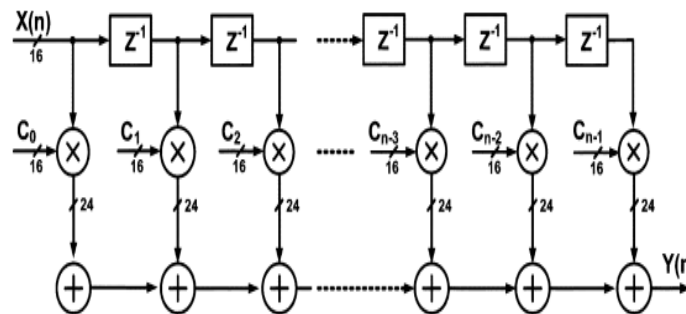 X(n)
16
Z⁻¹ Z⁻¹ Z⁻¹ Z⁻¹ Z⁻¹
C₀ C₁ C₂ Cₙ₋₃ Cₙ₋₂ Cₙ₋₁
× × × × × ×
16 16 16 16 16 16
24 24 24 24 24 24
+ + + + + +
Y(n